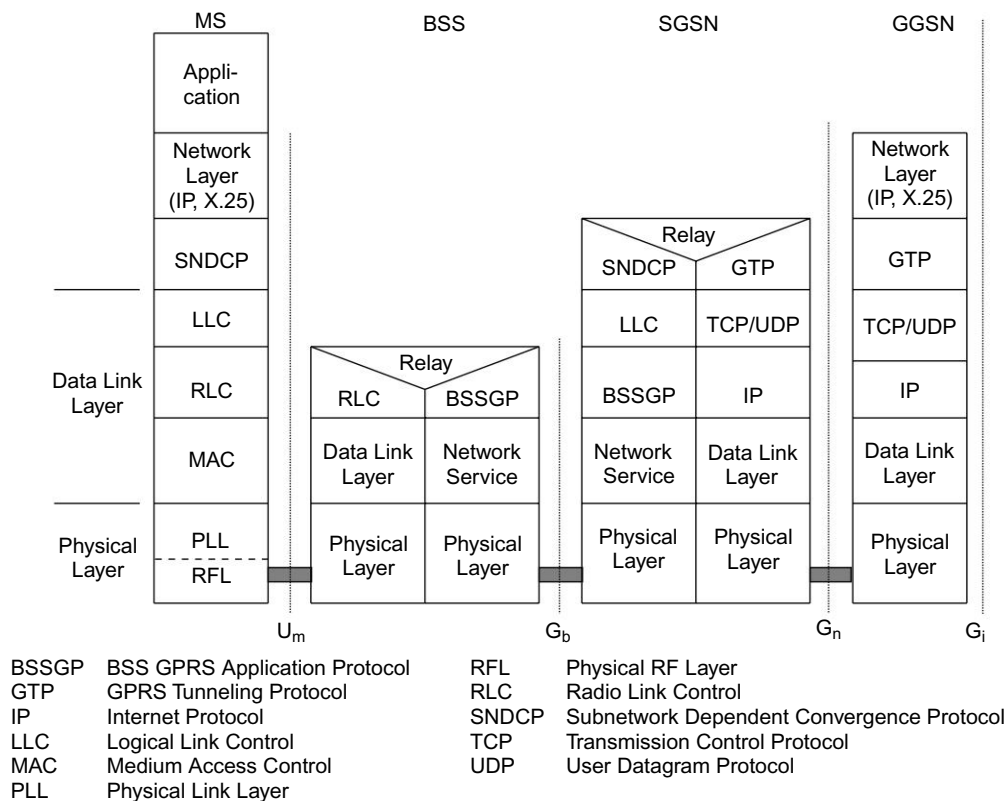 MS BSS SGSN GGSN
Appli-
cation
Network
Layer
(IP, X.25)
Network
Layer
(IP, X.25)
Relay
SNDCP
SNDCP GTP
GTP
LLC
LLC TCP/UDP
TCP/UDP
Relay
Data Link
Layer
RLC
RLC BSSGP
BSSGP IP
IP
MAC
Data Link
Layer
Network
Service
Network
Service
Data Link
Layer
Data Link
Layer
Physical
Layer
PLL
RFL
Physical
Layer
Physical
Layer
Physical
Layer
Physical
Layer
Physical
Layer
Um Gb Gn Gi
BSSGP BSS GPRS Application Protocol
GTP GPRS Tunneling Protocol
IP Internet Protocol
LLC Logical Link Control
MAC Medium Access Control
PLL Physical Link Layer
RFL Physical RF Layer
RLC Radio Link Control
SNDCP Subnetwork Dependent Convergence Protocol
TCP Transmission Control Protocol
UDP User Datagram Protocol